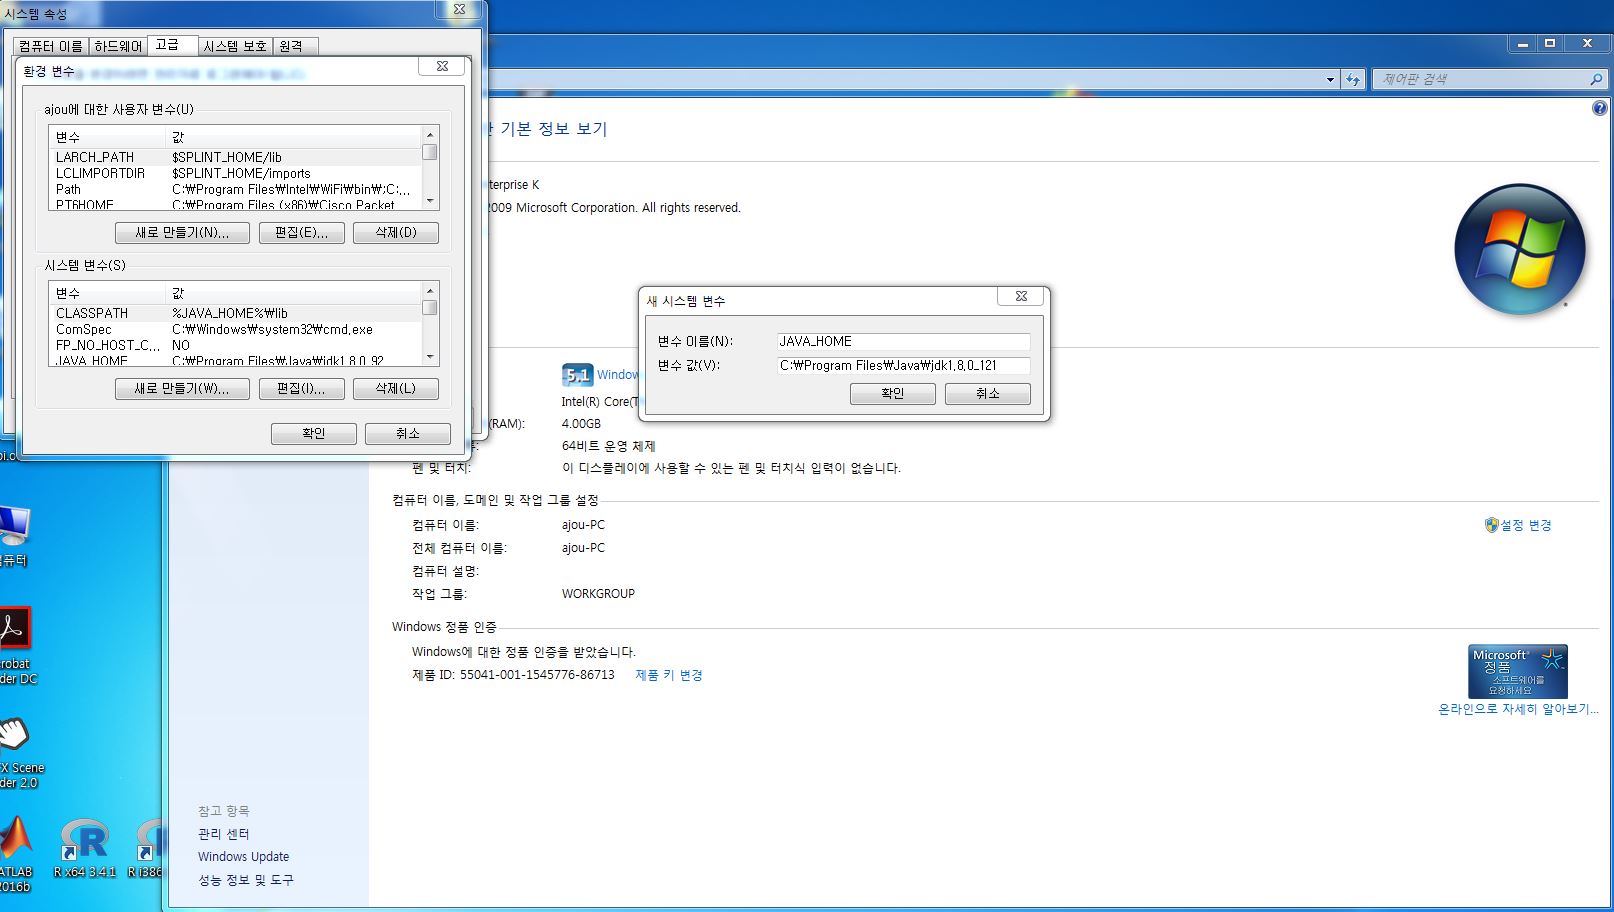 시스템 속성
컴퓨터 이름 하드웨어 고급 시스템 보호 원격
환경 변수
ajou에 대한 사용자 변수(U)
변수 값
LARCH_PATH $SPLINT_HOME/lib
LCLIMPORTDIR $SPLINT_HOME/imports
Path C:₩Program Files₩Intel₩WiFi₩bin₩;C:...
PT6HOME C:₩Program Files (x86)₩Cisco Packet
새로 만들기(N)... 편집(E)... 삭제(D)
시스템 변수(S)
변수 값
CLASSPATH %JAVA_HOME%₩lib
ComSpec C:₩Windows₩system32₩cmd.exe
FP_NO_HOST_C... NO
JAVA_HOME C:₩Program Files₩Java₩jdk1.8.0_92
새로 만들기(W)... 편집(I)... 삭제(L)
확인 취소
제어판 검색
기본 정보 보기
terprise K
2009 Microsoft Corporation. All rights reserved.
새 시스템 변수
변수 이름(N): JAVA_HOME
변수 값(V): C:₩Program Files₩Java₩jdk1.8.0_121
확인 취소
5.1 Window
Intel(R) Core(T
(RAM): 4.00GB
64비트 운영 체제
펜 및 터치: 이 디스플레이에 사용할 수 있는 펜 및 터치식 입력이 없습니다.
컴퓨터 이름, 도메인 및 작업 그룹 설정
컴퓨터 이름: ajou-PC
설정 변경
전체 컴퓨터 이름: ajou-PC
컴퓨터 설명:
작업 그룹: WORKGROUP
Windows 정품 인증
Windows에 대한 정품 인증을 받았습니다.
제품 ID: 55041-001-1545776-86713 제품 키 변경
Microsoft
정품
소프트웨어를
요청하세요
온라인으로 자세히 알아보기...
참고 항목
관리 센터
Windows Update
성능 정보 및 도구
컴퓨터
crobat
der DC
X Scene
der 2.0
ATLAB
2016b
R x64 3.4.1
R i386